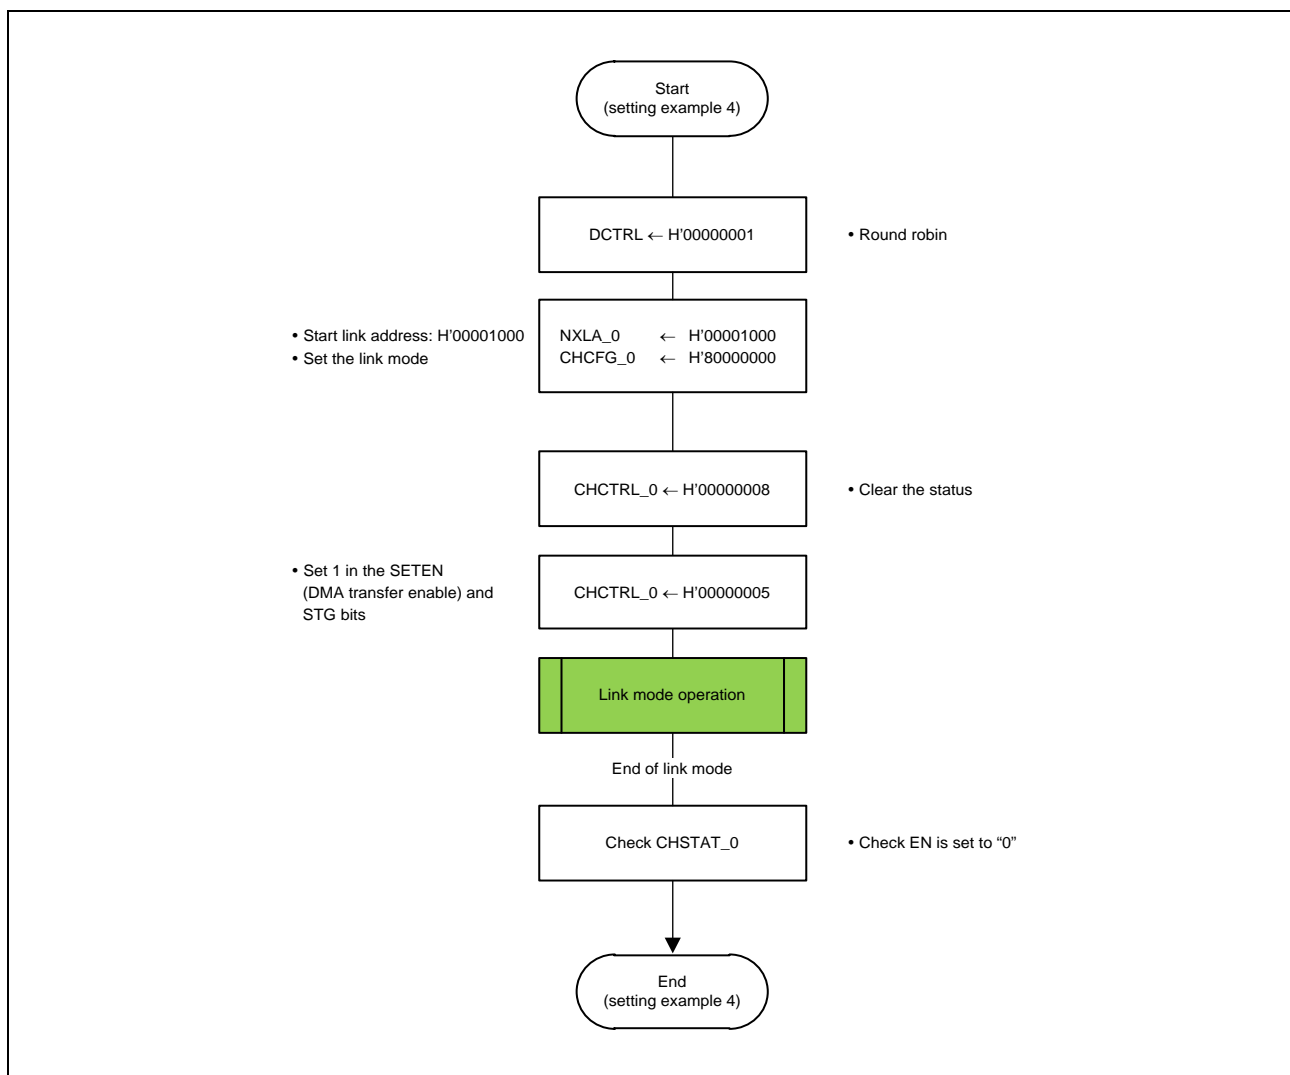 Start
(setting example 4)
DCTRL ← H’00000001
• Round robin
• Start link address: H’00001000
• Set the link mode
NXLA_0 ← H’00001000
CHCFG_0 ← H’80000000
CHCTRL_0 ← H’00000008
• Clear the status
• Set 1 in the SETEN
(DMA transfer enable) and
STG bits
CHCTRL_0 ← H’00000005
Link mode operation
End of link mode
Check CHSTAT_0
• Check EN is set to “0”
End
(setting example 4)